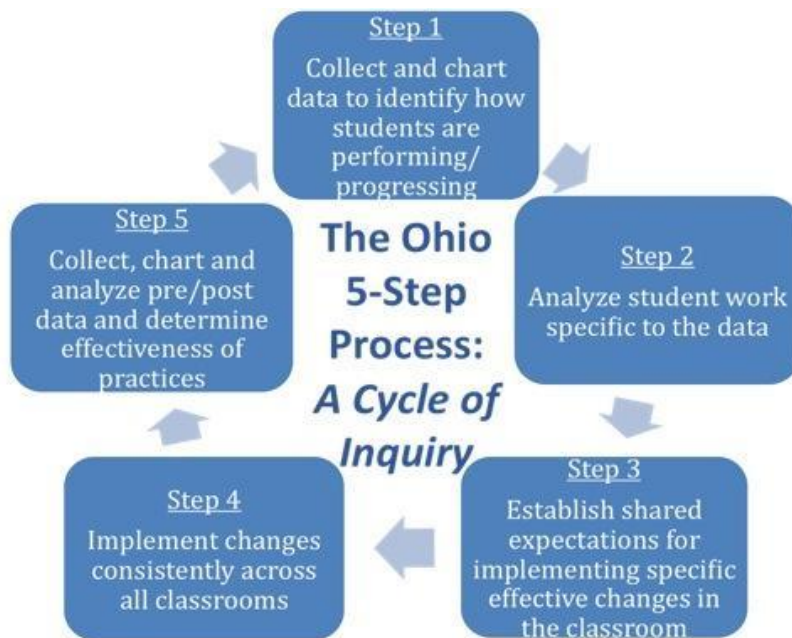 Step 1
Collect and chart
data to identify how
students are
performing/
progressing
Step 2
Analyze student work
specific to the data
Step 3
Establish shared
expectations for
implementing specific
effective changes in
the classroom
Step 4
Implement changes
consistently across
all classrooms
Step 5
Collect, chart and
analyze pre/post
data and determine
effectiveness of
practices
The Ohio
5-Step
Process:
A Cycle of
Inquiry